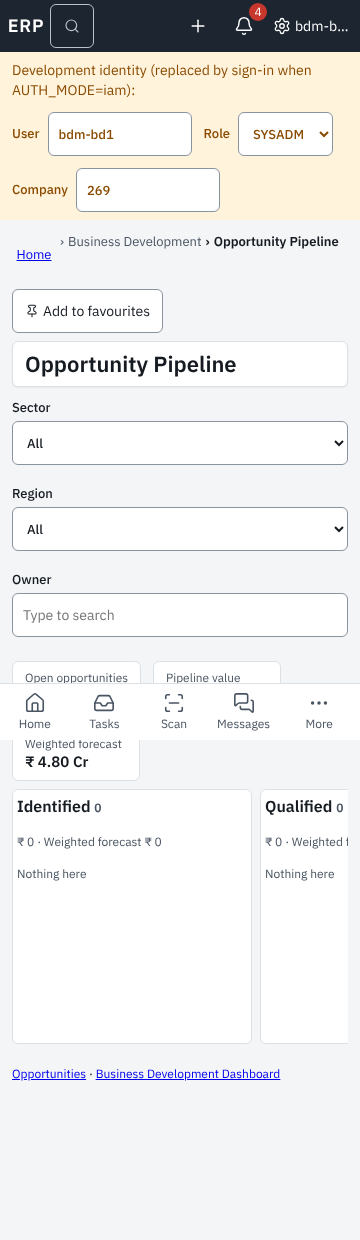 ERP
4
bdm-b...
Development identity (replaced by sign-in when
AUTH_MODE=iam):
User
bdm-bd1
Role
SYSADM
Company
269
Home
› Business Development › Opportunity Pipeline
Add to favourites
Opportunity Pipeline
Sector
All
Region
All
Owner
Type to search
Open opportunities
Pipeline value
Home
Tasks
Scan
Messages
More
Weighted forecast
₹ 4.80 Cr
Identified 0
₹ 0 · Weighted forecast ₹ 0
Nothing here
Qualified 0
₹ 0 · Weighted f
Nothing here
Opportunities · Business Development Dashboard